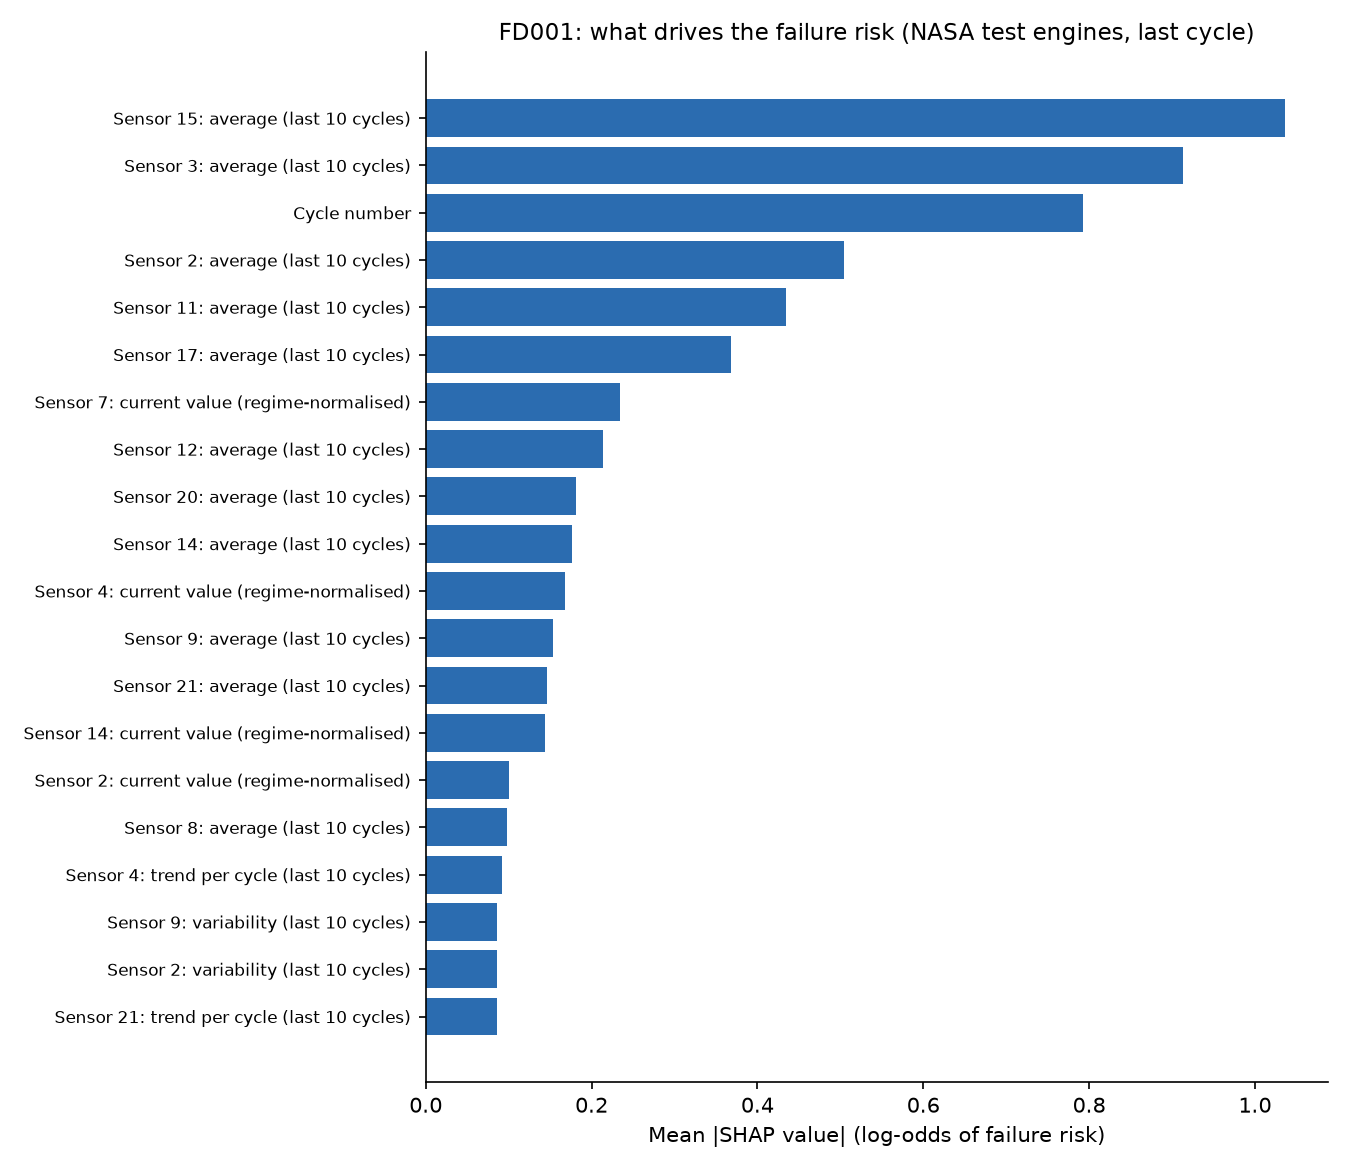 FD001: what drives the failure risk (NASA test engines, last cycle)
Sensor 15: average (last 10 cycles)
Sensor 3: average (last 10 cycles)
Cycle number
Sensor 2: average (last 10 cycles)
Sensor 11: average (last 10 cycles)
Sensor 17: average (last 10 cycles)
Sensor 7: current value (regime-normalised)
Sensor 12: average (last 10 cycles)
Sensor 20: average (last 10 cycles)
Sensor 14: average (last 10 cycles)
Sensor 4: current value (regime-normalised)
Sensor 9: average (last 10 cycles)
Sensor 21: average (last 10 cycles)
Sensor 14: current value (regime-normalised)
Sensor 2: current value (regime-normalised)
Sensor 8: average (last 10 cycles)
Sensor 4: trend per cycle (last 10 cycles)
Sensor 9: variability (last 10 cycles)
Sensor 2: variability (last 10 cycles)
Sensor 21: trend per cycle (last 10 cycles)
0.0 0.2 0.4 0.6 0.8 1.0
Mean |SHAP value| (log-odds of failure risk)